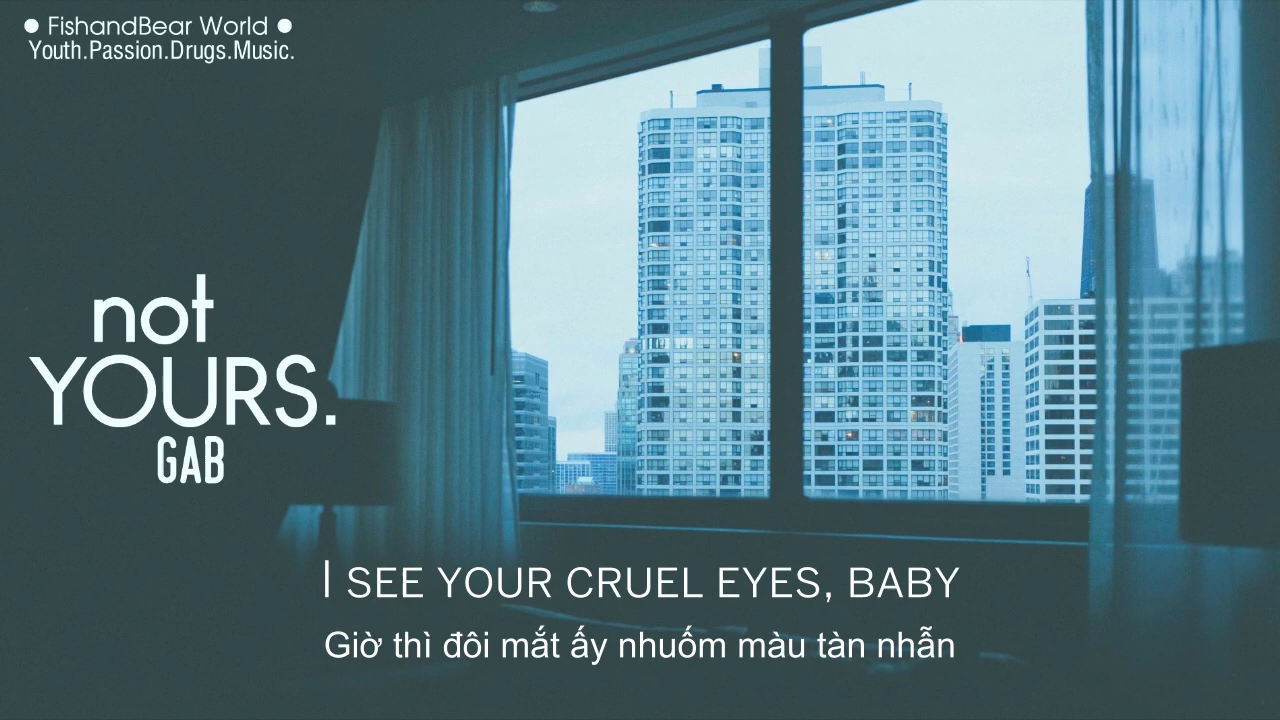 ● FishandBear World ●
Youth.Passion.Drugs.Music.
not
YOURS.
GAB
I SEE YOUR CRUEL EYES, BABY
Giờ thì đôi mắt ấy nhuốm màu tàn nhẫn